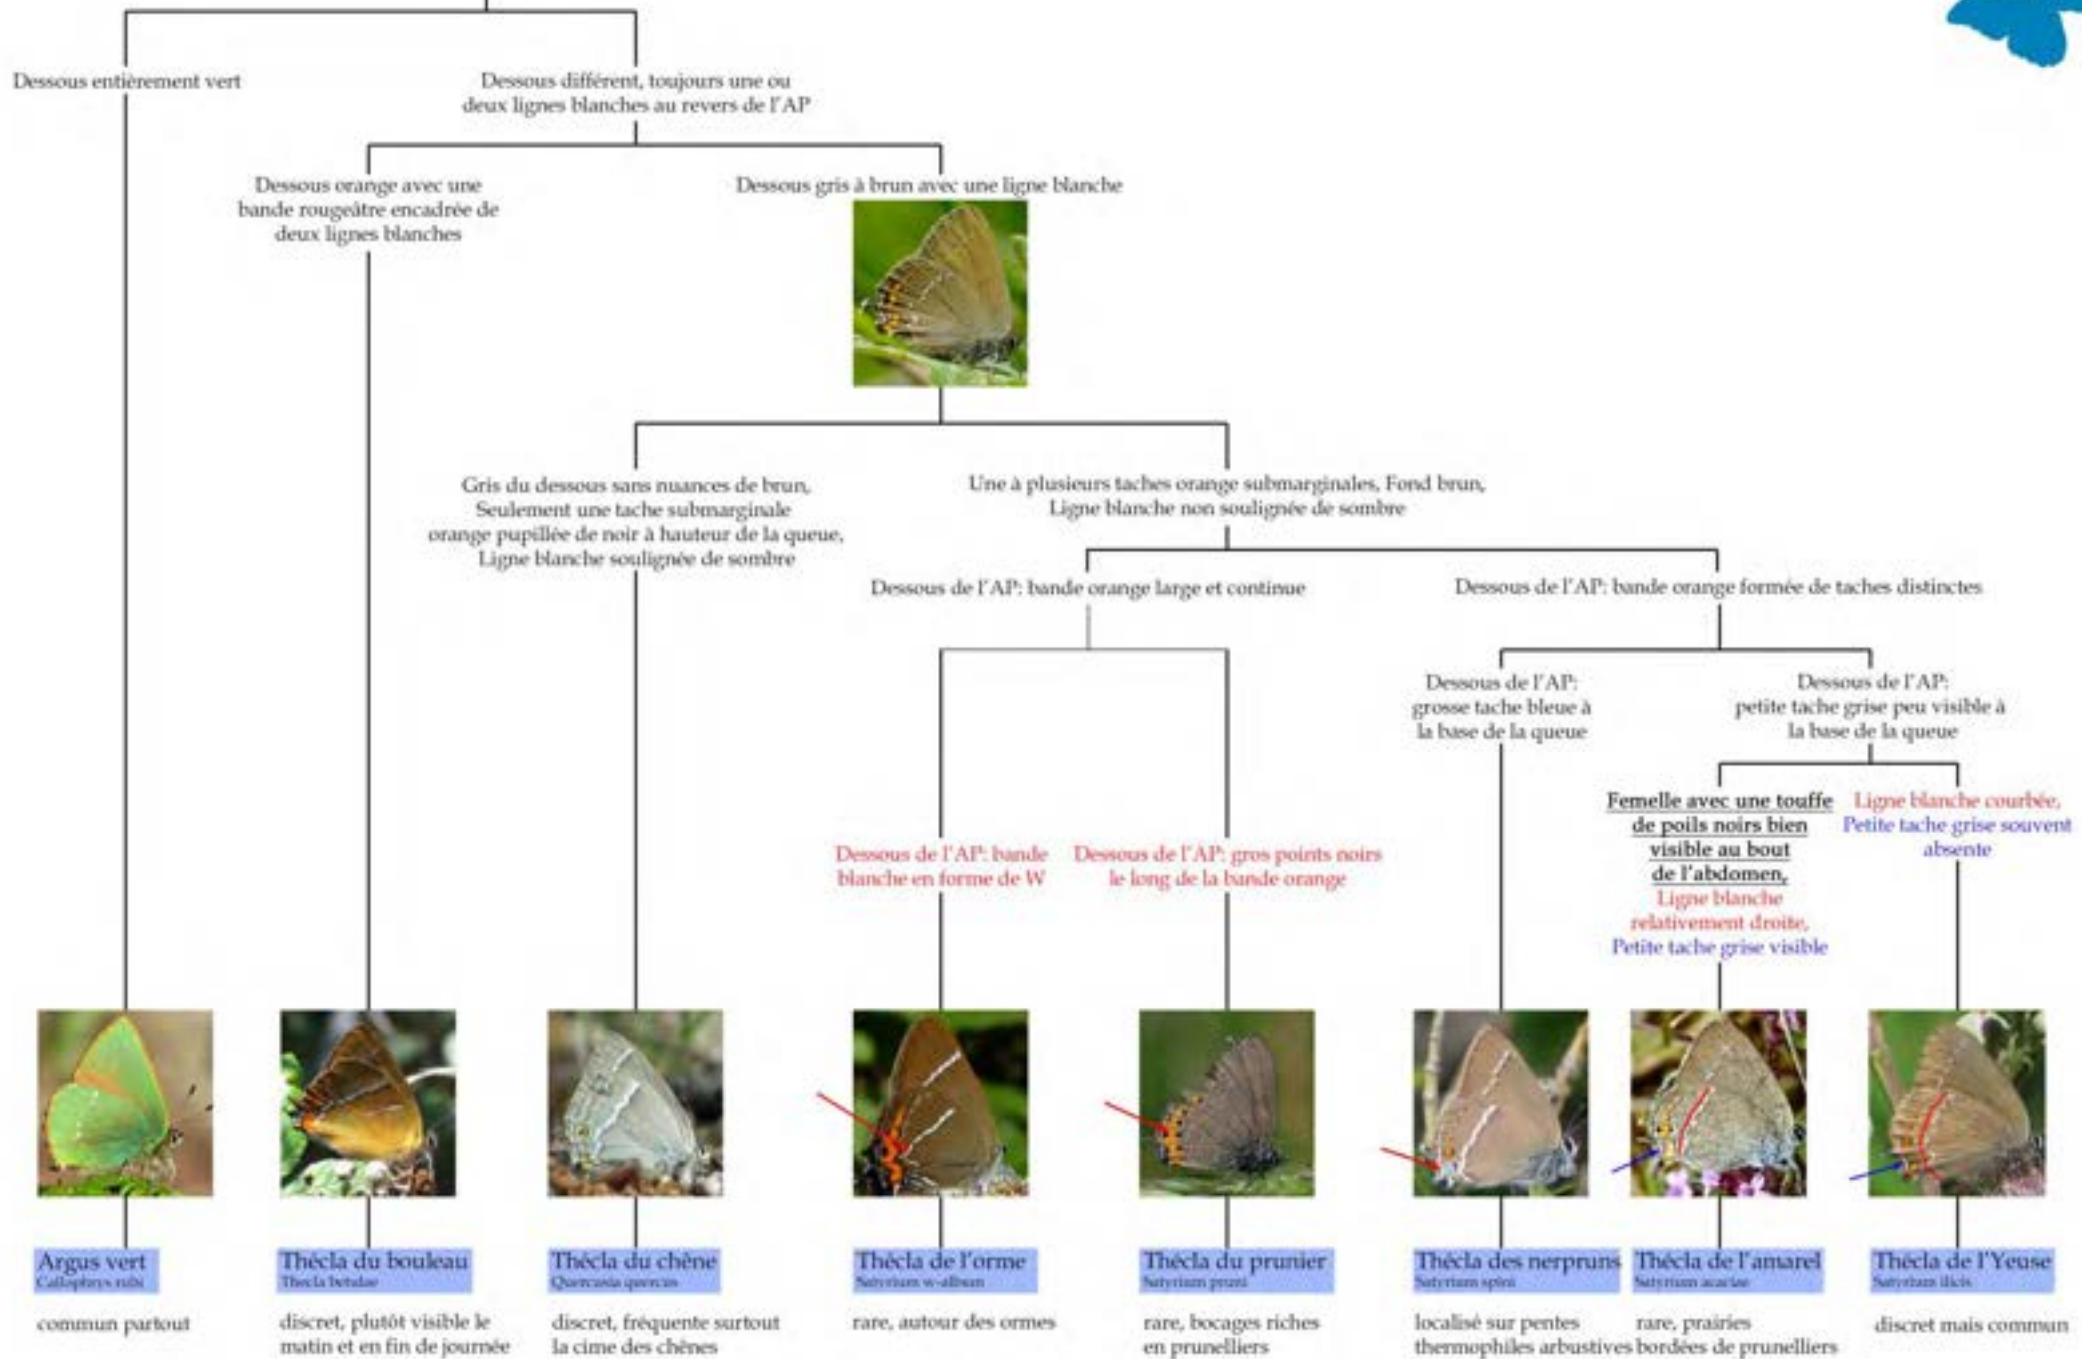 Dessous entièrement vert
Dessous différent, toujours une ou
deux lignes blanches au revers de l'AP
Dessous orange avec une
bande rougeâtre encadrée de
deux lignes blanches
Dessous gris à brun avec une ligne blanche
Gris du dessous sans nuances de brun,
Seulement une tache submarginale
orange pupillée de noir à hauteur de la queue,
Ligne blanche soulignée de sombre
Une à plusieurs taches orange submarginales, Fond brun,
Ligne blanche non soulignée de sombre
Dessous de l'AP: bande orange large et continue
Dessous de l'AP: bande orange formée de taches distinctes
Dessous de l'AP:
grosse tache bleue à
la base de la queue
Dessous de l'AP:
petite tache grise peu visible à
la base de la queue
Dessous de l'AP: bande
blanche en forme de W
Dessous de l'AP: gros points noirs
le long de la bande orange
Femelle avec une touffe
de poils noirs bien
visible au bout
de l'abdomen,
Ligne blanche
relativement droite,
Petite tache grise visible
Ligne blanche courbée,
Petite tache grise souvent
absente
Argus vert
Callophrys rubi
commun partout
Thécla du bouleau
Thecla betulae
discret, plutôt visible le
matin et en fin de journée
Thécla du chêne
Quercusia quercus
discret, fréquente surtout
la cime des chênes
Thécla de l'orme
Satyrium w-album
rare, autour des ormes
Thécla du prunier
Satyrium pruni
rare, bocages riches
en prunelliers
Thécla des nerpruns
Satyrium spini
localisé sur pentes
thermophiles arbustives
Thécla de l'amarel
Satyrium acaciae
rare, prairies
bordées de prunelliers
Thécla de l'Yeuse
Satyrium ilicis
discret mais commun